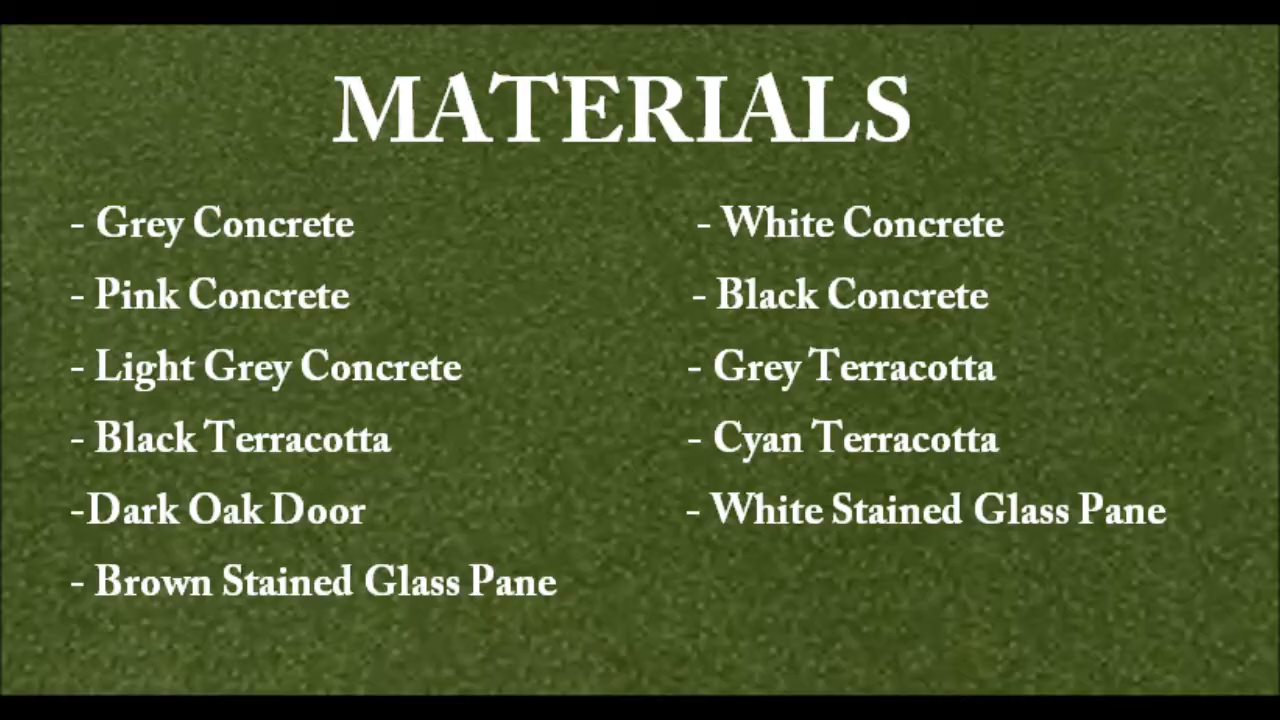 MATERIALS
- Grey Concrete
- Pink Concrete
- Light Grey Concrete
- Black Terracotta
-Dark Oak Door
- Brown Stained Glass Pane
- White Concrete
- Black Concrete
- Grey Terracotta
- Cyan Terracotta
- White Stained Glass Pane